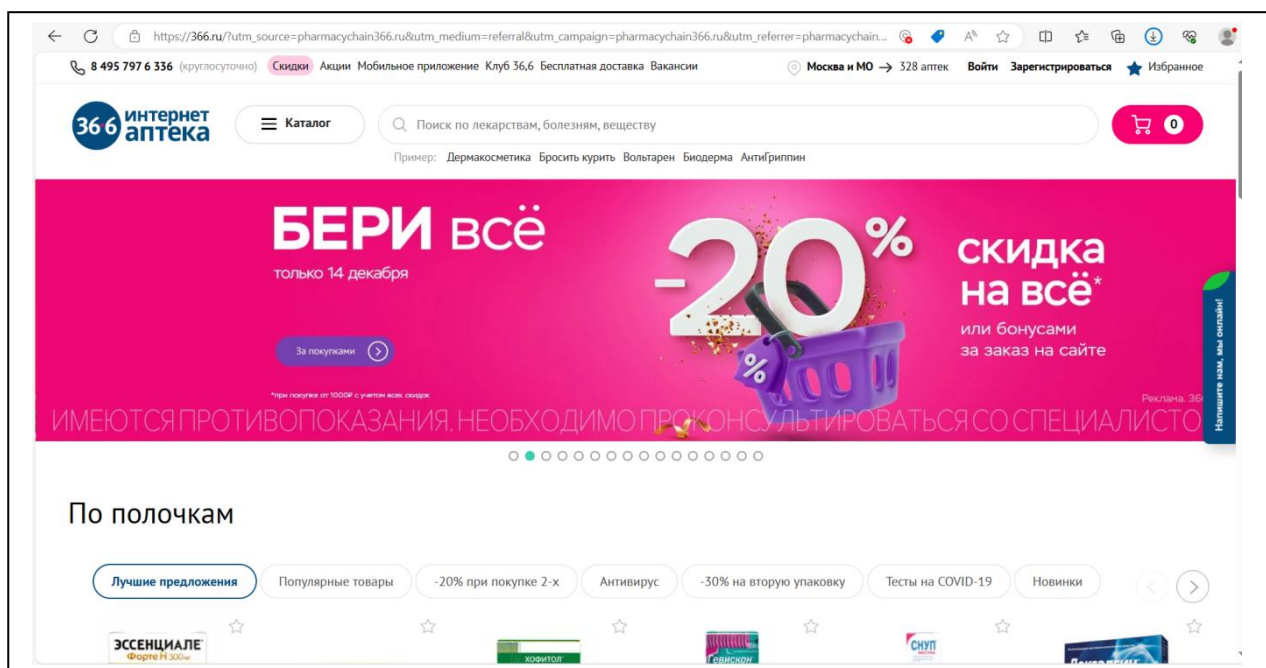 https://366.ru/?utm_source=pharmacychain366.ru&utm_medium=referral&utm_campaign=pharmacychain366.ru&utm_referrer=pharmacychain...
8 495 797 6 336 (круглосуточно) Скидки Акции Мобильное приложение Клуб 36,6 Бесплатная доставка Вакансии Москва и МО → 328 аптек Войти Зарегистрироваться Избранное
36·6 интернет аптека
Каталог
Поиск по лекарствам, болезням, веществу
0
Пример: Дермакосметика Бросить курить Вольтарен Биодерма АнтиГриппин
БЕРИ всё
только 14 декабря
За покупками
*при покупке от 1000₽ с учетом всех скидок
-20%
%
скидка
на всё*
или бонусами
за заказ на сайте
Реклама. 36
ИМЕЮТСЯ ПРОТИВОПОКАЗАНИЯ. НЕОБХОДИМО ПРОКОНСУЛЬТИРОВАТЬСЯ СО СПЕЦИАЛИСТО
Напишите нам, мы онлайн!
По полочкам
Лучшие предложения Популярные товары -20% при покупке 2-х Антивирус -30% на вторую упаковку Тесты на COVID-19 Новинки
ЭССЕНЦИАЛЕ
Форте Н 300мг
ХОФИТОЛ
Гевискон
СНУП